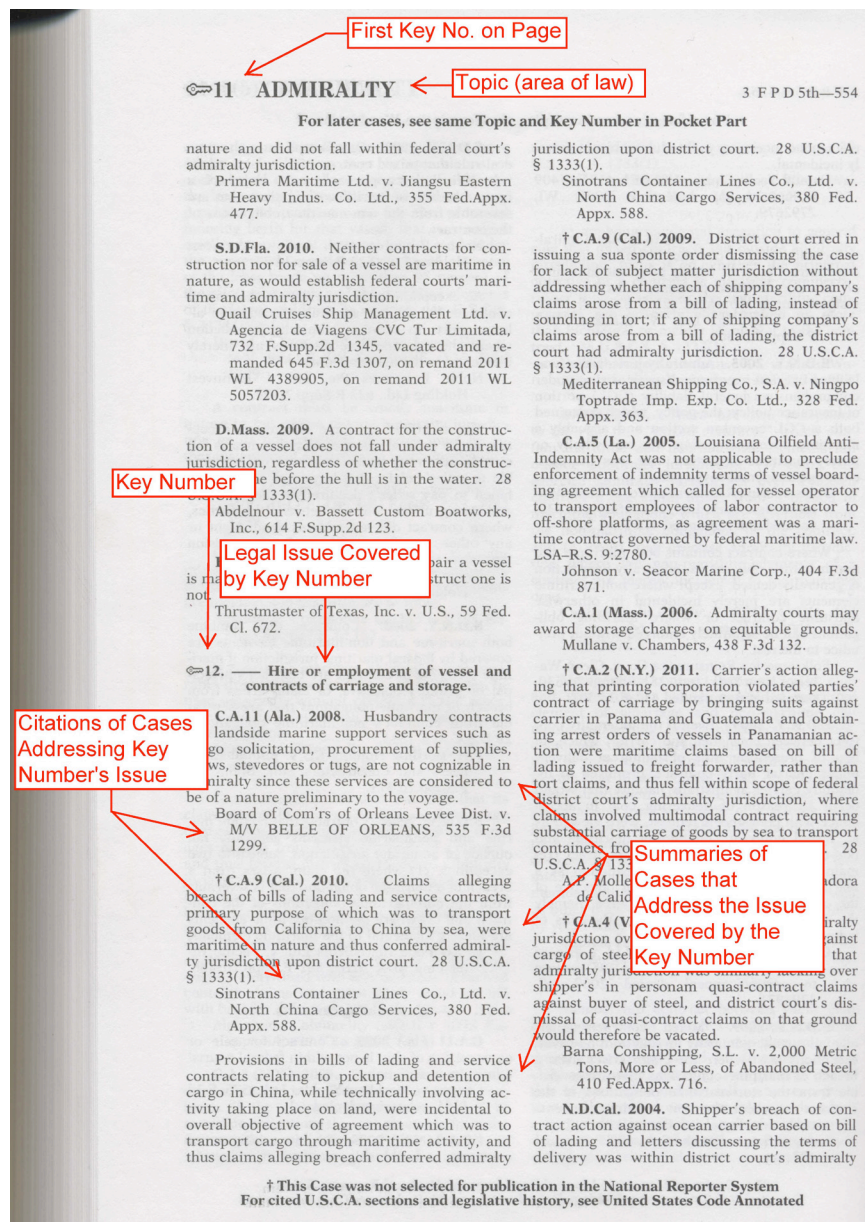 First Key No. on Page
11 ADMIRALTY
Topic (area of law)
3 F P D 5th—554
For later cases, see same Topic and Key Number in Pocket Part
nature and did not fall within federal court's
admiralty jurisdiction.
Primera Maritime Ltd. v. Jiangsu Eastern
Heavy Indus. Co. Ltd., 355 Fed.Appx.
477.
S.D.Fla. 2010. Neither contracts for con-
struction nor for sale of a vessel are maritime in
nature, as would establish federal courts' mari-
time and admiralty jurisdiction.
Quail Cruises Ship Management Ltd. v.
Agencia de Viagens CVC Tur Limitada,
732 F.Supp.2d 1345, vacated and re-
manded 645 F.3d 1307, on remand 2011
WL 4389905, on remand 2011 WL
5057203.
D.Mass. 2009. A contract for the construc-
tion of a vessel does not fall under admiralty
jurisdiction, regardless of whether the construc-
Key Number
e before the hull is in the water. 28
§ 1333(1).
Abdelnour v. Bassett Custom Boatworks,
Inc., 614 F.Supp.2d 123.
Legal Issue Covered
by Key Number
pair a vessel
is ma
struct one is
not.
Thrustmaster of Texas, Inc. v. U.S., 59 Fed.
Cl. 672.
12. —— Hire or employment of vessel and
contracts of carriage and storage.
Citations of Cases
Addressing Key
Number's Issue
C.A.11 (Ala.) 2008. Husbandry contracts
landside marine support services such as
go solicitation, procurement of supplies,
ws, stevedores or tugs, are not cognizable in
miralty since these services are considered to
be of a nature preliminary to the voyage.
Board of Com'rs of Orleans Levee Dist. v.
M/V BELLE OF ORLEANS, 535 F.3d
1299.
† C.A.9 (Cal.) 2010. Claims alleging
breach of bills of lading and service contracts,
primary purpose of which was to transport
goods from California to China by sea, were
maritime in nature and thus conferred admiral-
ty jurisdiction upon district court. 28 U.S.C.A.
§ 1333(1).
Sinotrans Container Lines Co., Ltd. v.
North China Cargo Services, 380 Fed.
Appx. 588.
Provisions in bills of lading and service
contracts relating to pickup and detention of
cargo in China, while technically involving ac-
tivity taking place on land, were incidental to
overall objective of agreement which was to
transport cargo through maritime activity, and
thus claims alleging breach conferred admiralty
jurisdiction upon district court. 28 U.S.C.A.
§ 1333(1).
Sinotrans Container Lines Co., Ltd. v.
North China Cargo Services, 380 Fed.
Appx. 588.
† C.A.9 (Cal.) 2009. District court erred in
issuing a sua sponte order dismissing the case
for lack of subject matter jurisdiction without
addressing whether each of shipping company's
claims arose from a bill of lading, instead of
sounding in tort; if any of shipping company's
claims arose from a bill of lading, the district
court had admiralty jurisdiction. 28 U.S.C.A.
§ 1333(1).
Mediterranean Shipping Co., S.A. v. Ningpo
Toptrade Imp. Exp. Co. Ltd., 328 Fed.
Appx. 363.
C.A.5 (La.) 2005. Louisiana Oilfield Anti–
Indemnity Act was not applicable to preclude
enforcement of indemnity terms of vessel board-
ing agreement which called for vessel operator
to transport employees of labor contractor to
off-shore platforms, as agreement was a mari-
time contract governed by federal maritime law.
LSA–R.S. 9:2780.
Johnson v. Seacor Marine Corp., 404 F.3d
871.
C.A.1 (Mass.) 2006. Admiralty courts may
award storage charges on equitable grounds.
Mullane v. Chambers, 438 F.3d 132.
† C.A.2 (N.Y.) 2011. Carrier's action alleg-
ing that printing corporation violated parties'
contract of carriage by bringing suits against
carrier in Panama and Guatemala and obtain-
ing arrest orders of vessels in Panamanian ac-
tion were maritime claims based on bill of
lading issued to freight forwarder, rather than
tort claims, and thus fell within scope of federal
district court's admiralty jurisdiction, where
claims involved multimodal contract requiring
substantial carriage of goods by sea to transport
containers fro
28
U.S.C.A. § 133
Summaries of
Cases that
Address the Issue
Covered by the
Key Number
A.P. Molle
adora
de Calid
† C.A.4 (V
iralty
jurisdiction ov
gainst
cargo of steel
that
admiralty jurisdiction was similarly lacking over
shipper's in personam quasi-contract claims
against buyer of steel, and district court's dis-
missal of quasi-contract claims on that ground
would therefore be vacated.
Barna Conshipping, S.L. v. 2,000 Metric
Tons, More or Less, of Abandoned Steel,
410 Fed.Appx. 716.
N.D.Cal. 2004. Shipper's breach of con-
tract action against ocean carrier based on bill
of lading and letters discussing the terms of
delivery was within district court's admiralty
† This Case was not selected for publication in the National Reporter System
For cited U.S.C.A. sections and legislative history, see United States Code Annotated